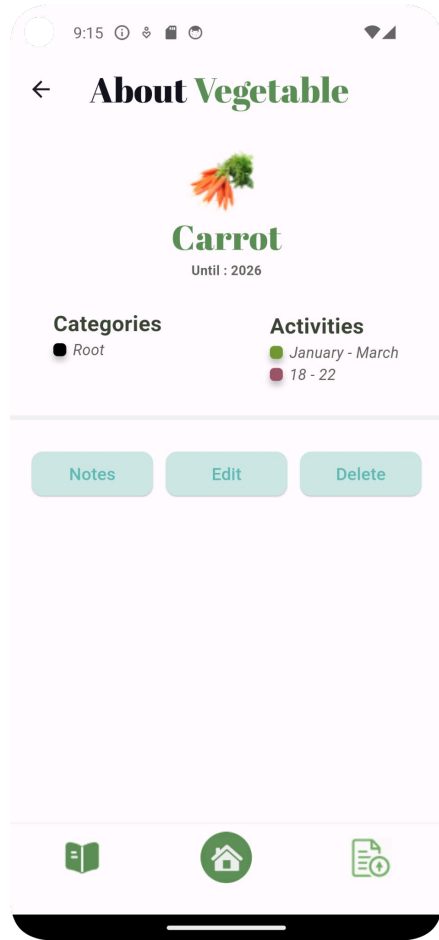 9:15
About Vegetable
Carrot
Until : 2026
Categories
Root
Activities
January - March
18 - 22
Notes
Edit
Delete